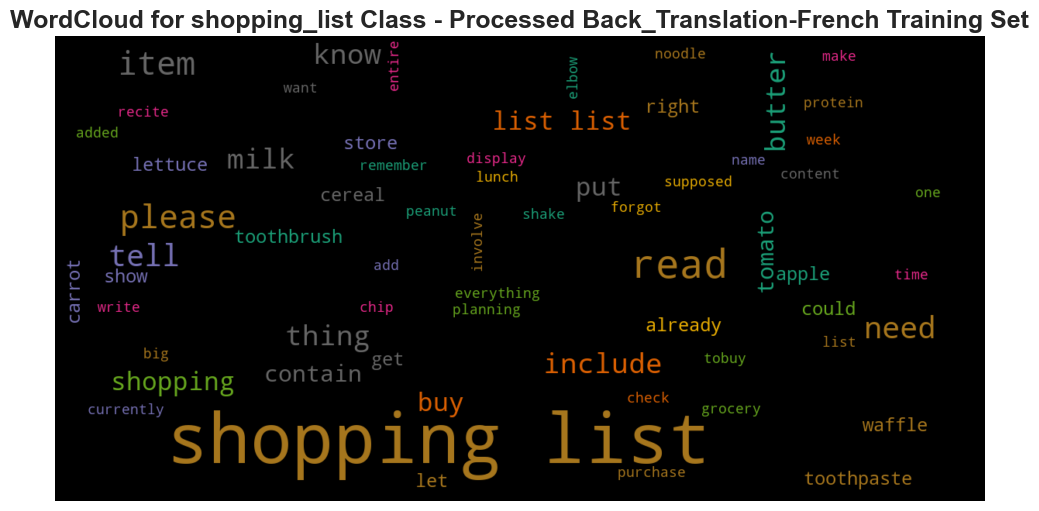 WordCloud for shopping_list Class - Processed Back_Translation-French Training Set
item
know
entire
noodle
make
want
elbow
butter
protein
recite
right
added
list list
store
week
lettuce
milk
remember
display
name
lunch
put
supposed
content
cereal
one
please
peanut
shake
forgot
toothbrush
involve
tomato
tell
show
add
read
apple
time
carrot
write
chip
everything
planning
could
thing
already
need
big
get
include
tobuy
list
shopping
contain
currently
buy
check
grocery
shopping list
waffle
let
purchase
toothpaste